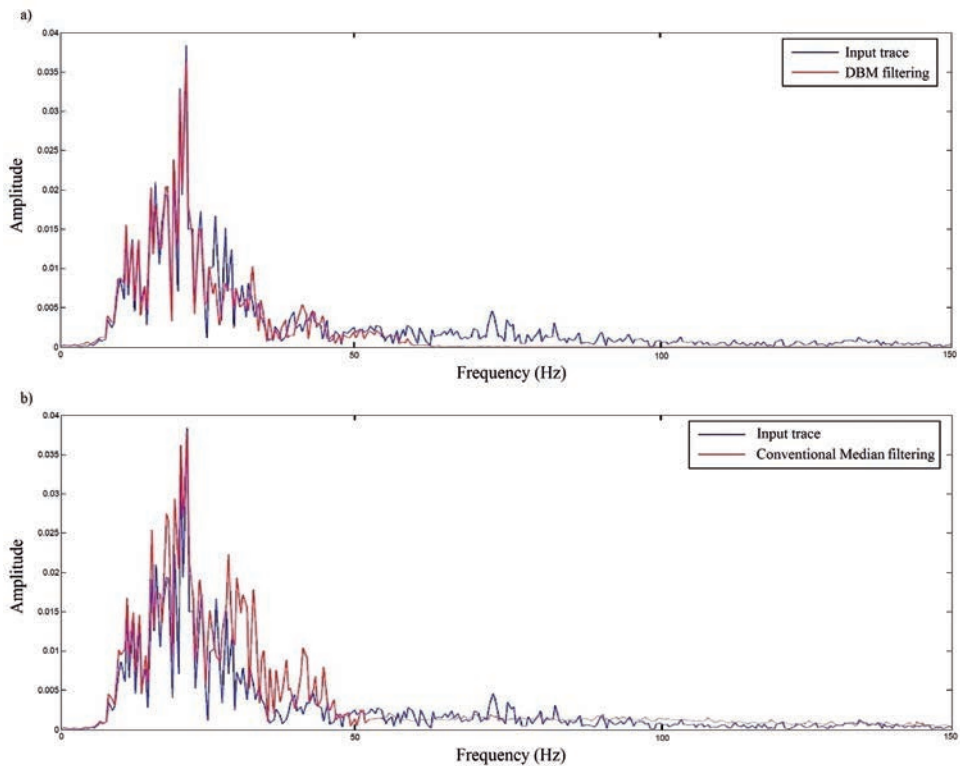 a)
0.04
0.035
0.03
0.025
0.02
0.015
0.01
0.005
0
Amplitude
Input trace
DBM filtering
0
50
100
150
Frequency (Hz)
b)
0.04
0.035
0.03
0.025
0.02
0.015
0.01
0.005
0
Amplitude
Input trace
Conventional Median filtering
0
50
100
150
Frequency (Hz)